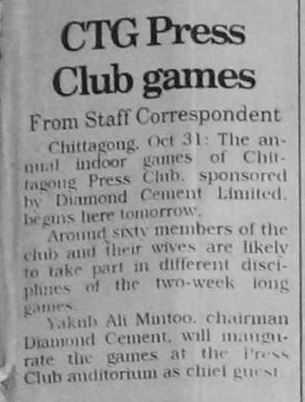 CTG Press
Club games
From Staff Correspondent
Chittagong, Oct 31: The an-
nual indoor games of Chit-
tagong Press Club, sponsored
by Diamond Cement Limited,
begins here tomorrow.
Around sixty members of the
club and their wives are likely
to take part in different disci-
plines of the two-week long
games.
Yakub Ali Mintoo, chairman
Diamond Cement, will inaugu-
rate the games at the Press
Club auditorium as chief guest.